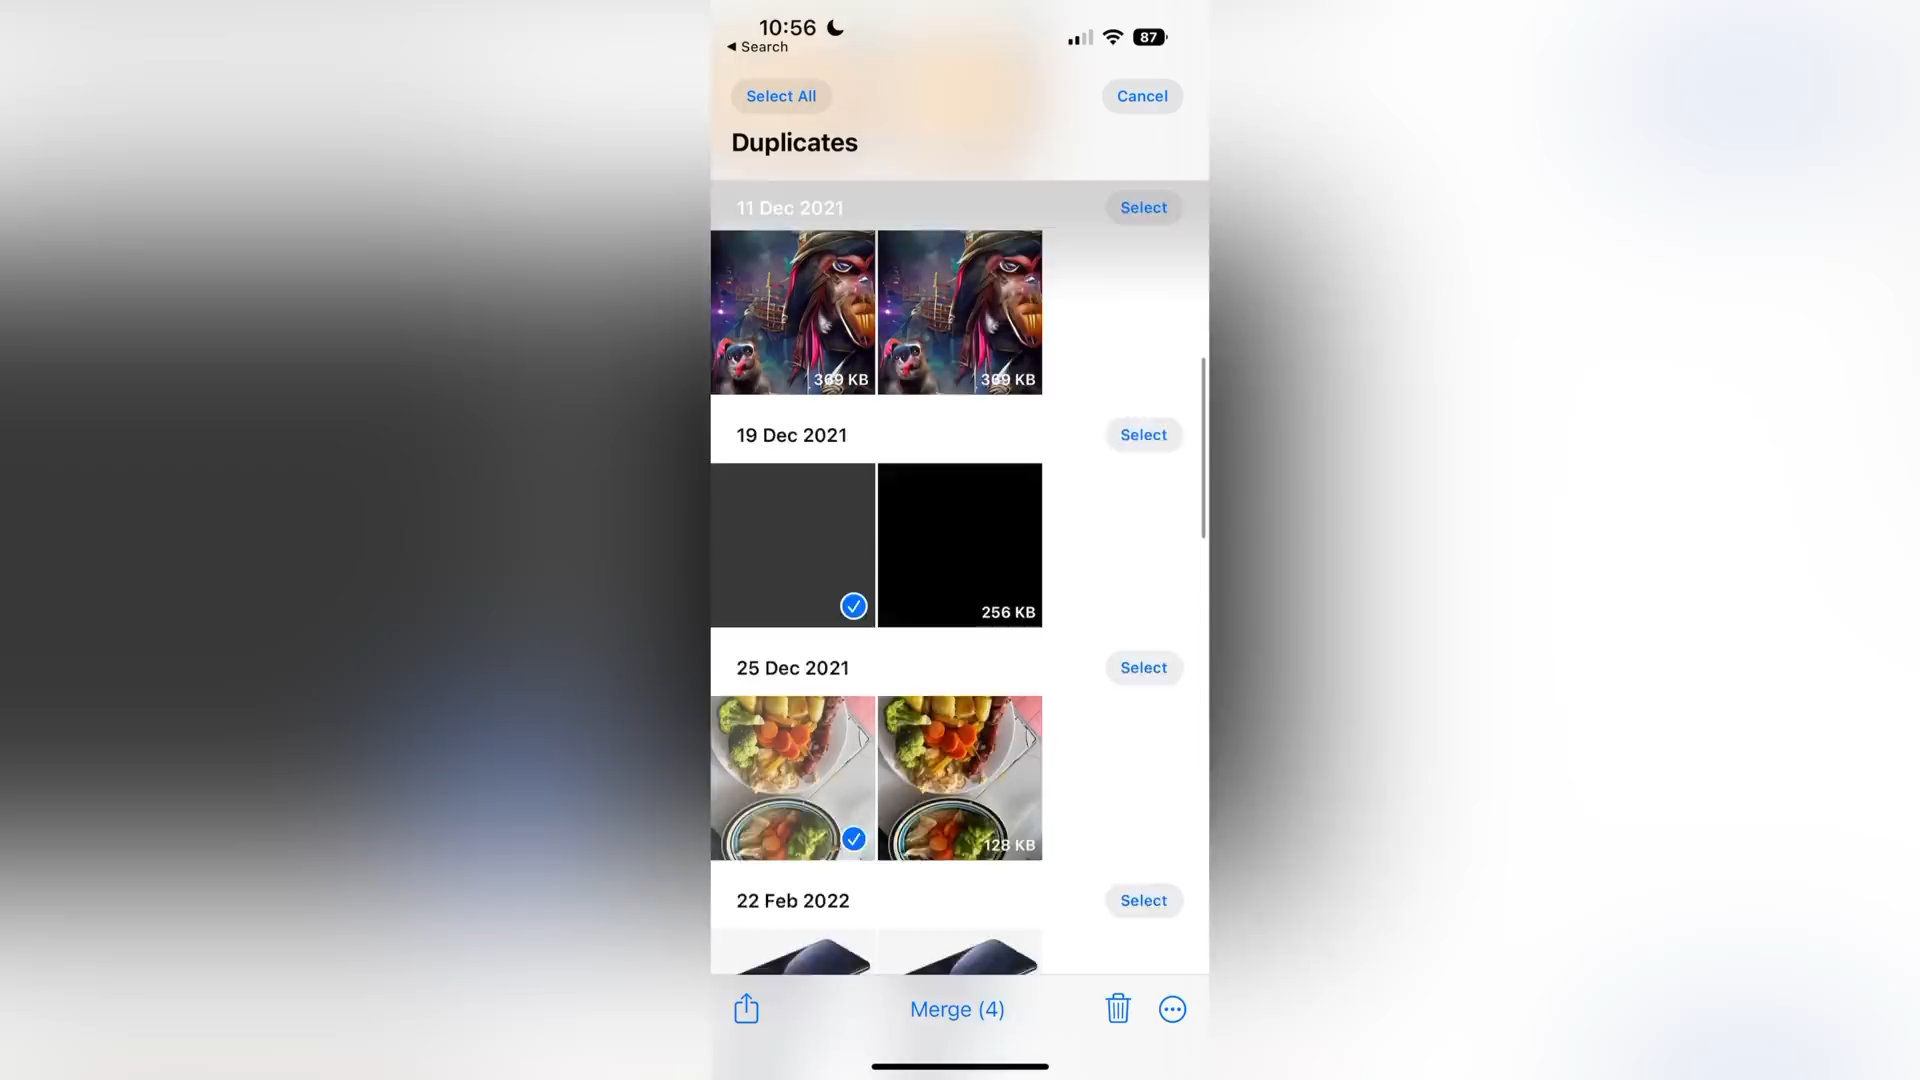 10:56
87
◀ Search
Select All
Cancel
Duplicates
11 Dec 2021
Select
369 KB
369 KB
19 Dec 2021
Select
256 KB
25 Dec 2021
Select
128 KB
22 Feb 2022
Select
Merge (4)